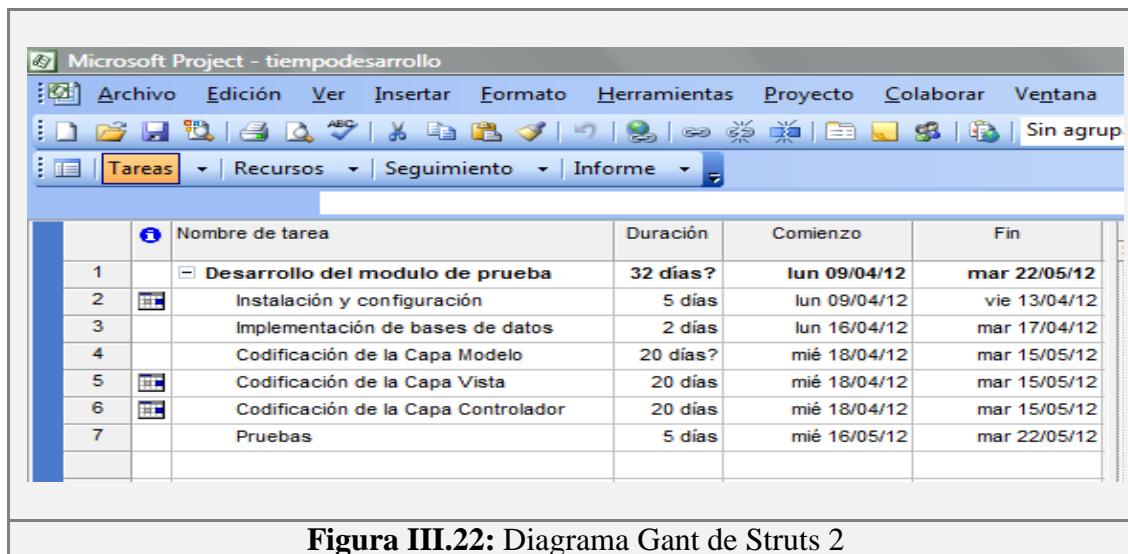 Microsoft Project - tiempodesarrollo
Archivo Edición Ver Insertar Formato Herramientas Proyecto Colaborar Ventana
Sin agrup
Tareas Recursos Seguimiento Informe
Nombre de tarea Duración Comienzo Fin
1 Desarrollo del modulo de prueba 32 días? lun 09/04/12 mar 22/05/12
2 Instalación y configuración 5 días lun 09/04/12 vie 13/04/12
3 Implementación de bases de datos 2 días lun 16/04/12 mar 17/04/12
4 Codificación de la Capa Modelo 20 días? mié 18/04/12 mar 15/05/12
5 Codificación de la Capa Vista 20 días mié 18/04/12 mar 15/05/12
6 Codificación de la Capa Controlador 20 días mié 18/04/12 mar 15/05/12
7 Pruebas 5 días mié 16/05/12 mar 22/05/12
Figura III.22: Diagrama Gant de Struts 2